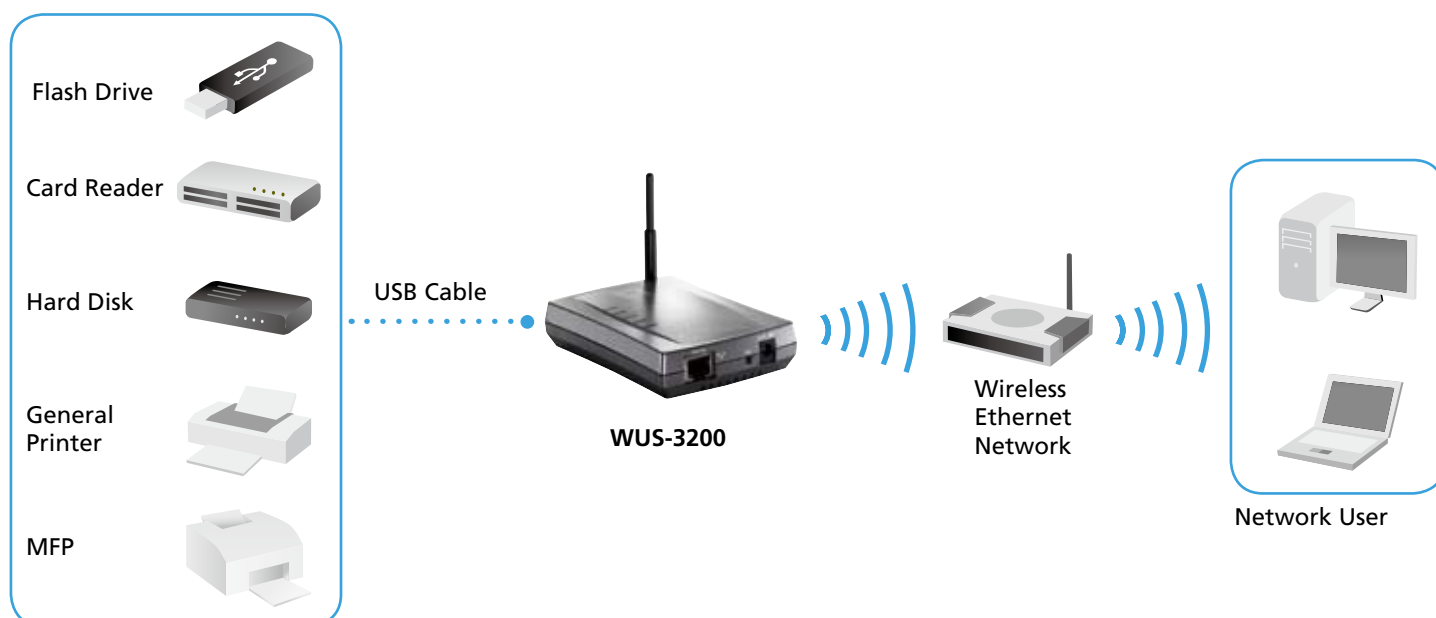 Flash Drive
Card Reader
Hard Disk
General
Printer
MFP
USB Cable
WUS-3200
Wireless
Ethernet
Network
Network User